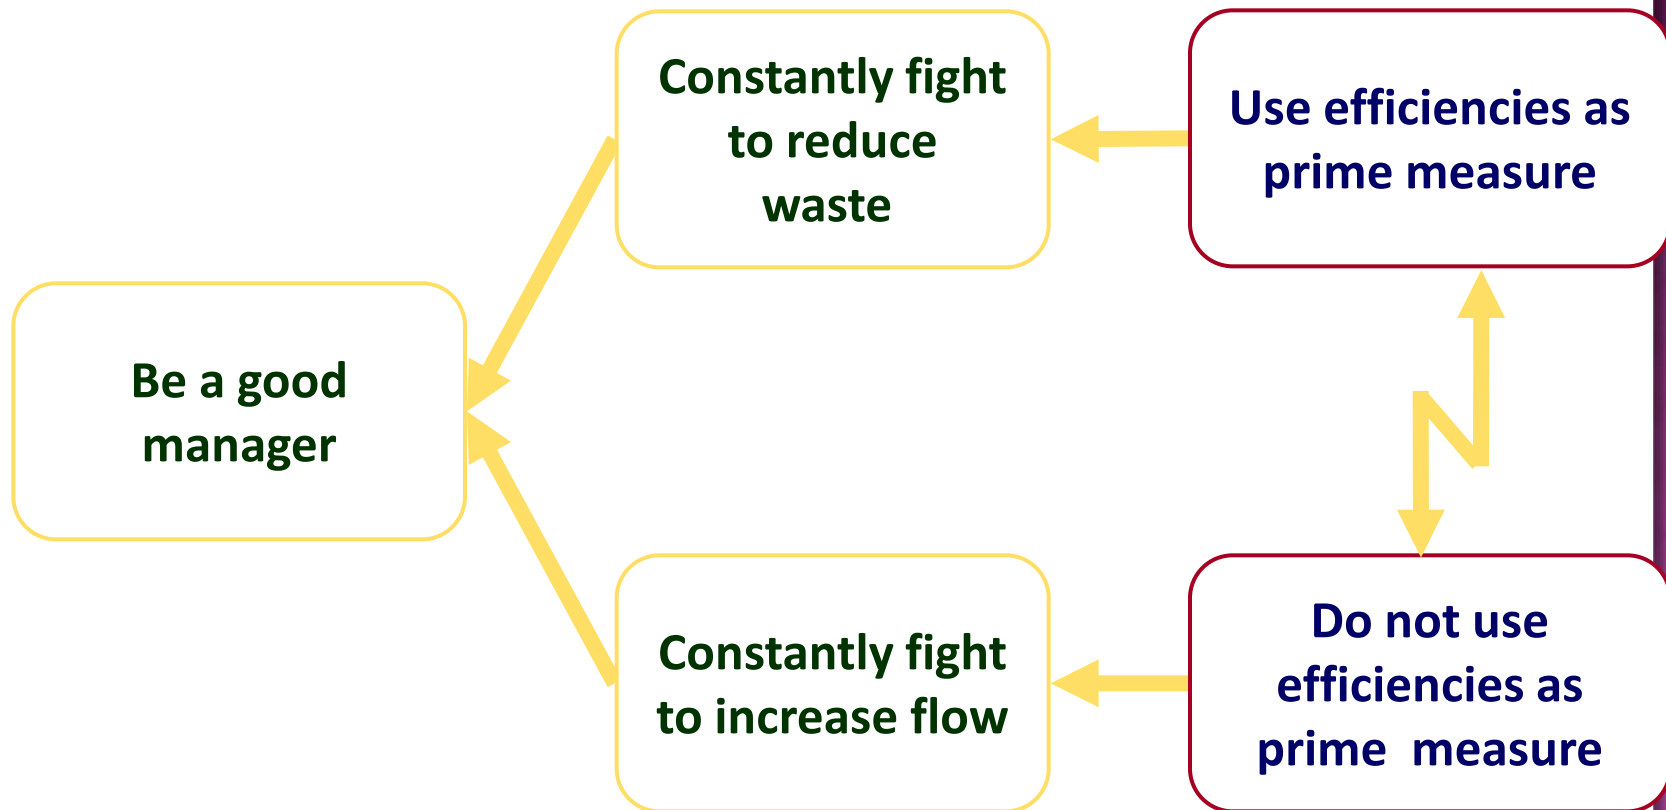 Constantly fight
to reduce
waste
Use efficiencies as
prime measure
Be a good
manager
Constantly fight
to increase flow
Do not use
efficiencies as
prime  measure